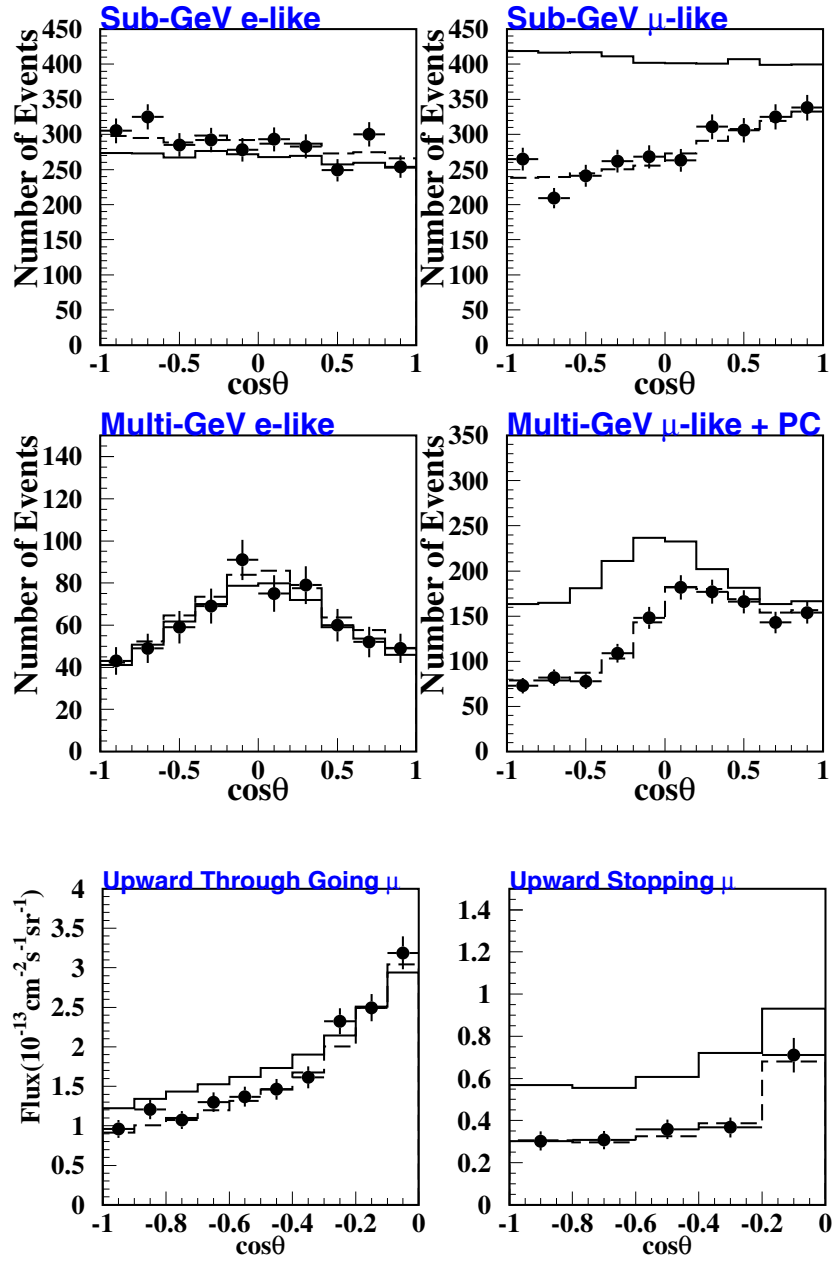 Sub-GeV e-like
Number of Events
450
400
350
300
250
200
150
100
50
0
-1 -0.5 0 0.5 1
cosθ
Sub-GeV μ-like
Number of Events
450
400
350
300
250
200
150
100
50
0
-1 -0.5 0 0.5 1
cosθ
Multi-GeV e-like
Number of Events
140
120
100
80
60
40
20
0
-1 -0.5 0 0.5 1
cosθ
Multi-GeV μ-like + PC
Number of Events
350
300
250
200
150
100
50
0
-1 -0.5 0 0.5 1
cosθ
Upward Through Going μ
Flux(10⁻¹³cm⁻²s⁻¹sr⁻¹)
4
3.5
3
2.5
2
1.5
1
0.5
0
-1 -0.8 -0.6 -0.4 -0.2 0
cosθ
Upward Stopping μ
1.4
1.2
1
0.8
0.6
0.4
0.2
0
-1 -0.8 -0.6 -0.4 -0.2 0
cosθ